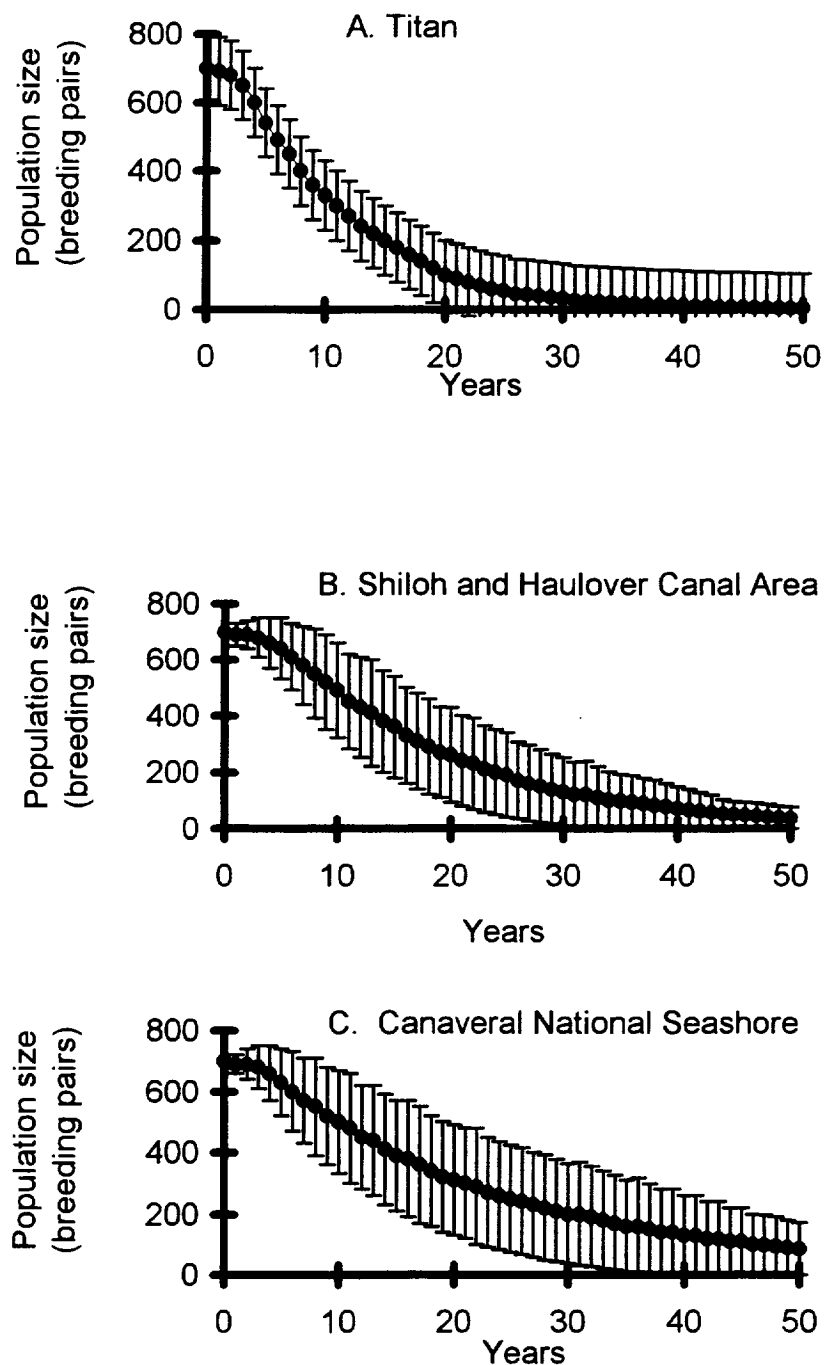 A. Titan
Population size
(breeding pairs)
800
600
400
200
0
0 10 20 30 40 50
Years
B. Shiloh and Haulover Canal Area
Population size
(breeding pairs)
800
600
400
200
0
0 10 20 30 40 50
Years
C. Canaveral National Seashore
Population size
(breeding pairs)
800
600
400
200
0
0 10 20 30 40 50
Years